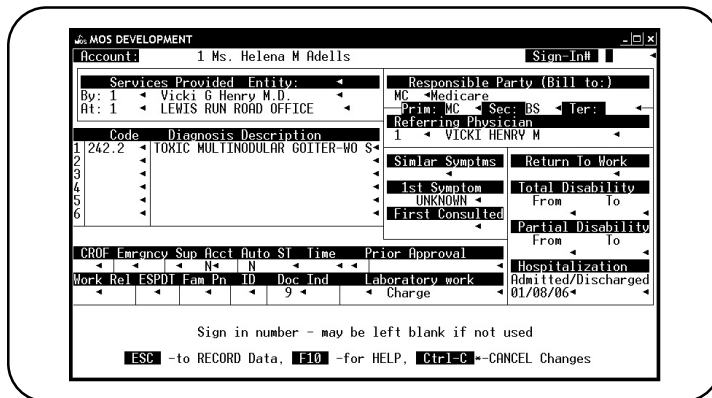 Mos MOS DEVELOPMENT
Account: 1 Ms. Helena M Adells Sign-In#
Services Provided Entity:
By: 1 Vicki G Henry M.D.
At: 1 LEWIS RUN ROAD OFFICE
Responsible Party (Bill to:)
MC Medicare
Prim: MC Sec: BS Ter:
Referring Physician
1 VICKI HENRY M
Code Diagnosis Description
1 242.2 TOXIC MULTINODULAR GOITER-WO S
2
3
4
5
6
Simlar Symptms
1st Symptom
UNKNOWN
First Consulted
Return To Work
Total Disability
From To
Partial Disability
From To
Hospitalization
Admitted/Discharged
01/08/06
CROF Emrgncy Sup Acct Auto ST Time Prior Approval
N N
Work Rel ESPDT Fam Pn ID Doc Ind Laboratory work
9 Charge
Sign in number - may be left blank if not used
ESC -to RECORD Data, F10 -for HELP, Ctrl-C *-CANCEL Changes